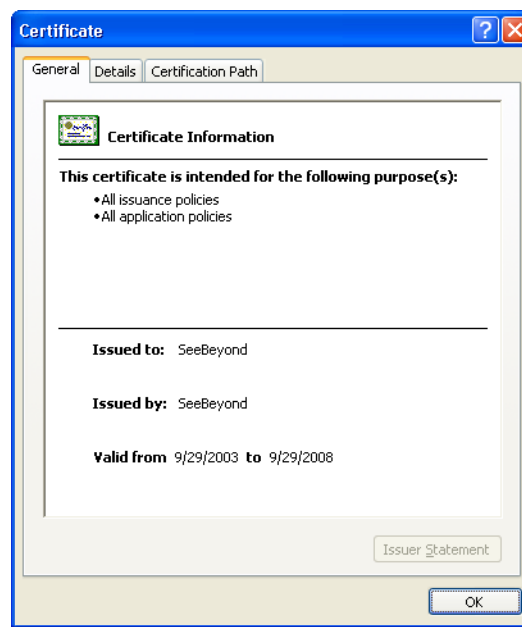 Certificate
General Details Certification Path
Certificate Information
This certificate is intended for the following purpose(s):
•All issuance policies
•All application policies
Issued to: SeeBeyond
Issued by: SeeBeyond
Valid from 9/29/2003 to 9/29/2008
Issuer Statement
OK